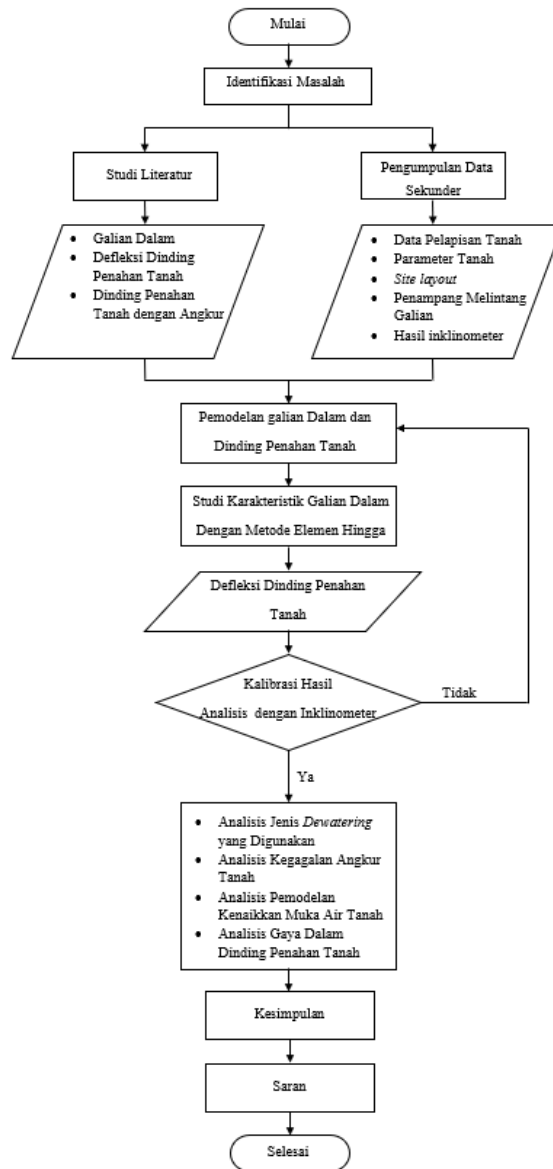 Mulai
Identifikasi Masalah
Studi Literatur
Pengumpulan Data
Sekunder
• Galian Dalam
• Defleksi Dinding
Penahan Tanah
• Dinding Penahan
Tanah dengan Angkur
• Data Pelapisan Tanah
• Parameter Tanah
• Site layout
• Penampang Melintang
Galian
• Hasil inklinometer
Pemodelan galian Dalam dan
Dinding Penahan Tanah
Studi Karakteristik Galian Dalam
Dengan Metode Elemen Hingga
Defleksi Dinding Penahan
Tanah
Kalibrasi Hasil
Analisis dengan Inklinometer
Tidak
Ya
• Analisis Jenis Dewatering
yang Digunakan
• Analisis Kegagalan Angkur
Tanah
• Analisis Pemodelan
Kenaikkan Muka Air Tanah
• Analisis Gaya Dalam
Dinding Penahan Tanah
Kesimpulan
Saran
Selesai